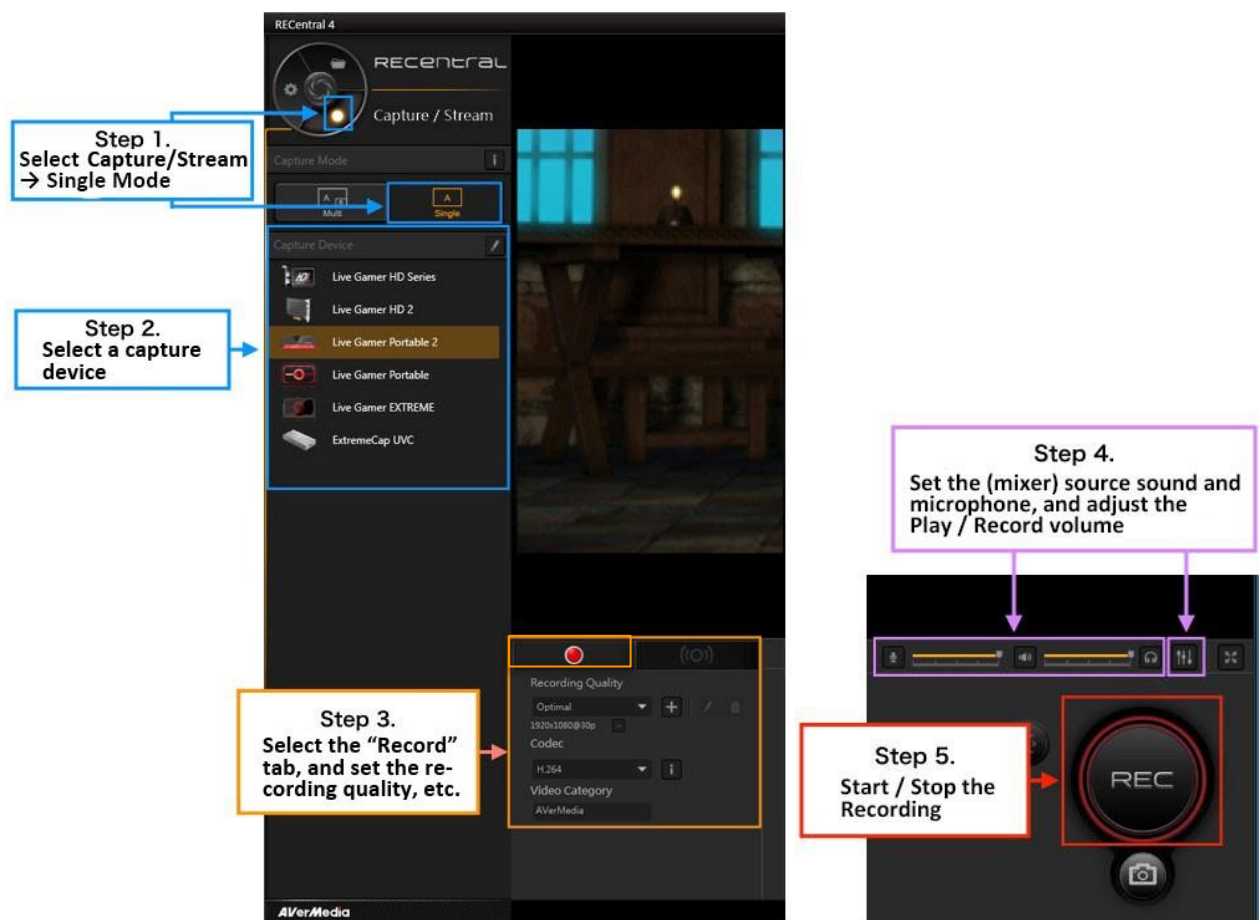 RECentral 4
RECentral
Capture / Stream
Step 1.
Select Capture/Stream
→ Single Mode
Capture Mode
i
A
B
Multi
A
Single
Capture Device
Live Gamer HD Series
Live Gamer HD 2
Step 2.
Select a capture
device
Live Gamer Portable 2
Live Gamer Portable
Live Gamer EXTREME
ExtremeCap UVC
Step 3.
Select the “Record”
tab, and set the re-
cording quality, etc.
Recording Quality
Optimal
1920x1080@30p
Codec
H.264
i
Video Category
AVerMedia
AVerMedia
Step 4.
Set the (mixer) source sound and
microphone, and adjust the
Play / Record volume
Step 5.
Start / Stop the
Recording
REC